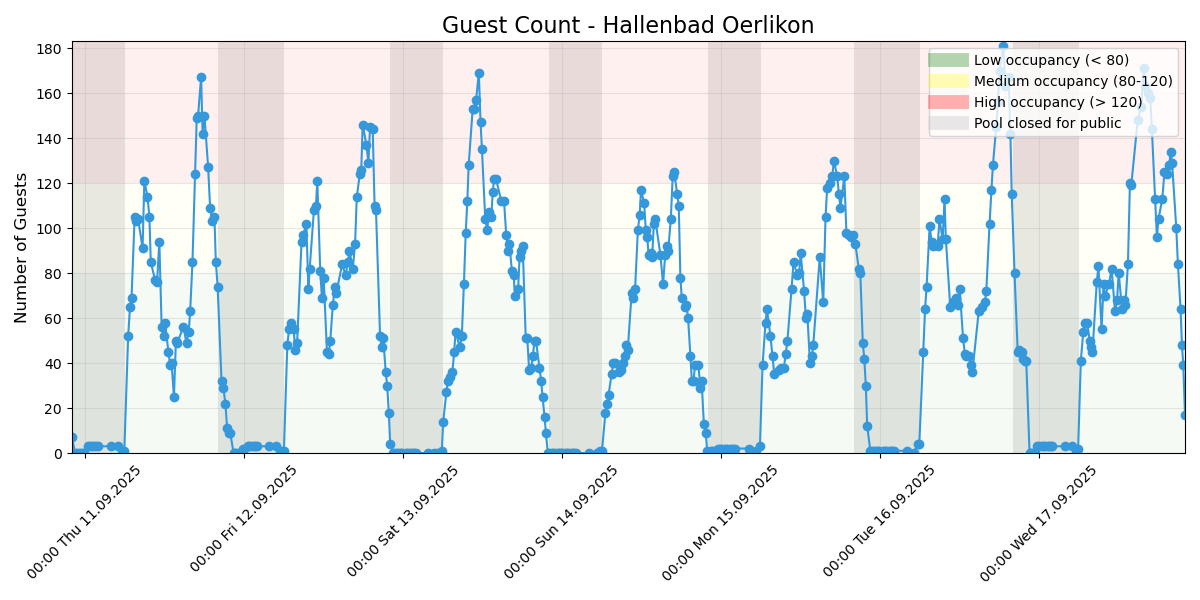 Guest Count - Hallenbad Oerlikon
Number of Guests
180
160
140
120
100
80
60
40
20
0
Low occupancy (< 80)
Medium occupancy (80-120)
High occupancy (> 120)
Pool closed for public
00:00 Thu 11.09.2025
00:00 Fri 12.09.2025
00:00 Sat 13.09.2025
00:00 Sun 14.09.2025
00:00 Mon 15.09.2025
00:00 Tue 16.09.2025
00:00 Wed 17.09.2025